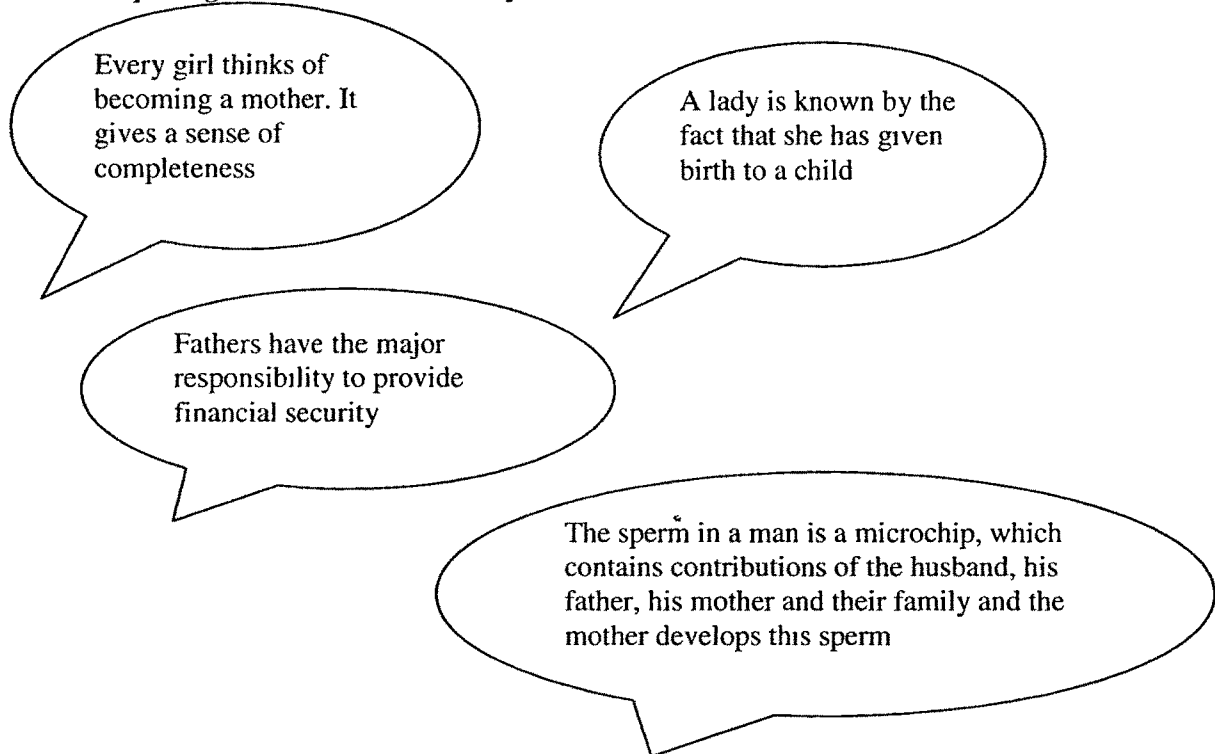 Every girl thinks of
becoming a mother. It
gives a sense of
completeness
A lady is known by the
fact that she has given
birth to a child
Fathers have the major
responsibility to provide
financial security
The sperm in a man is a microchip, which
contains contributions of the husband, his
father, his mother and their family and the
mother develops this sperm